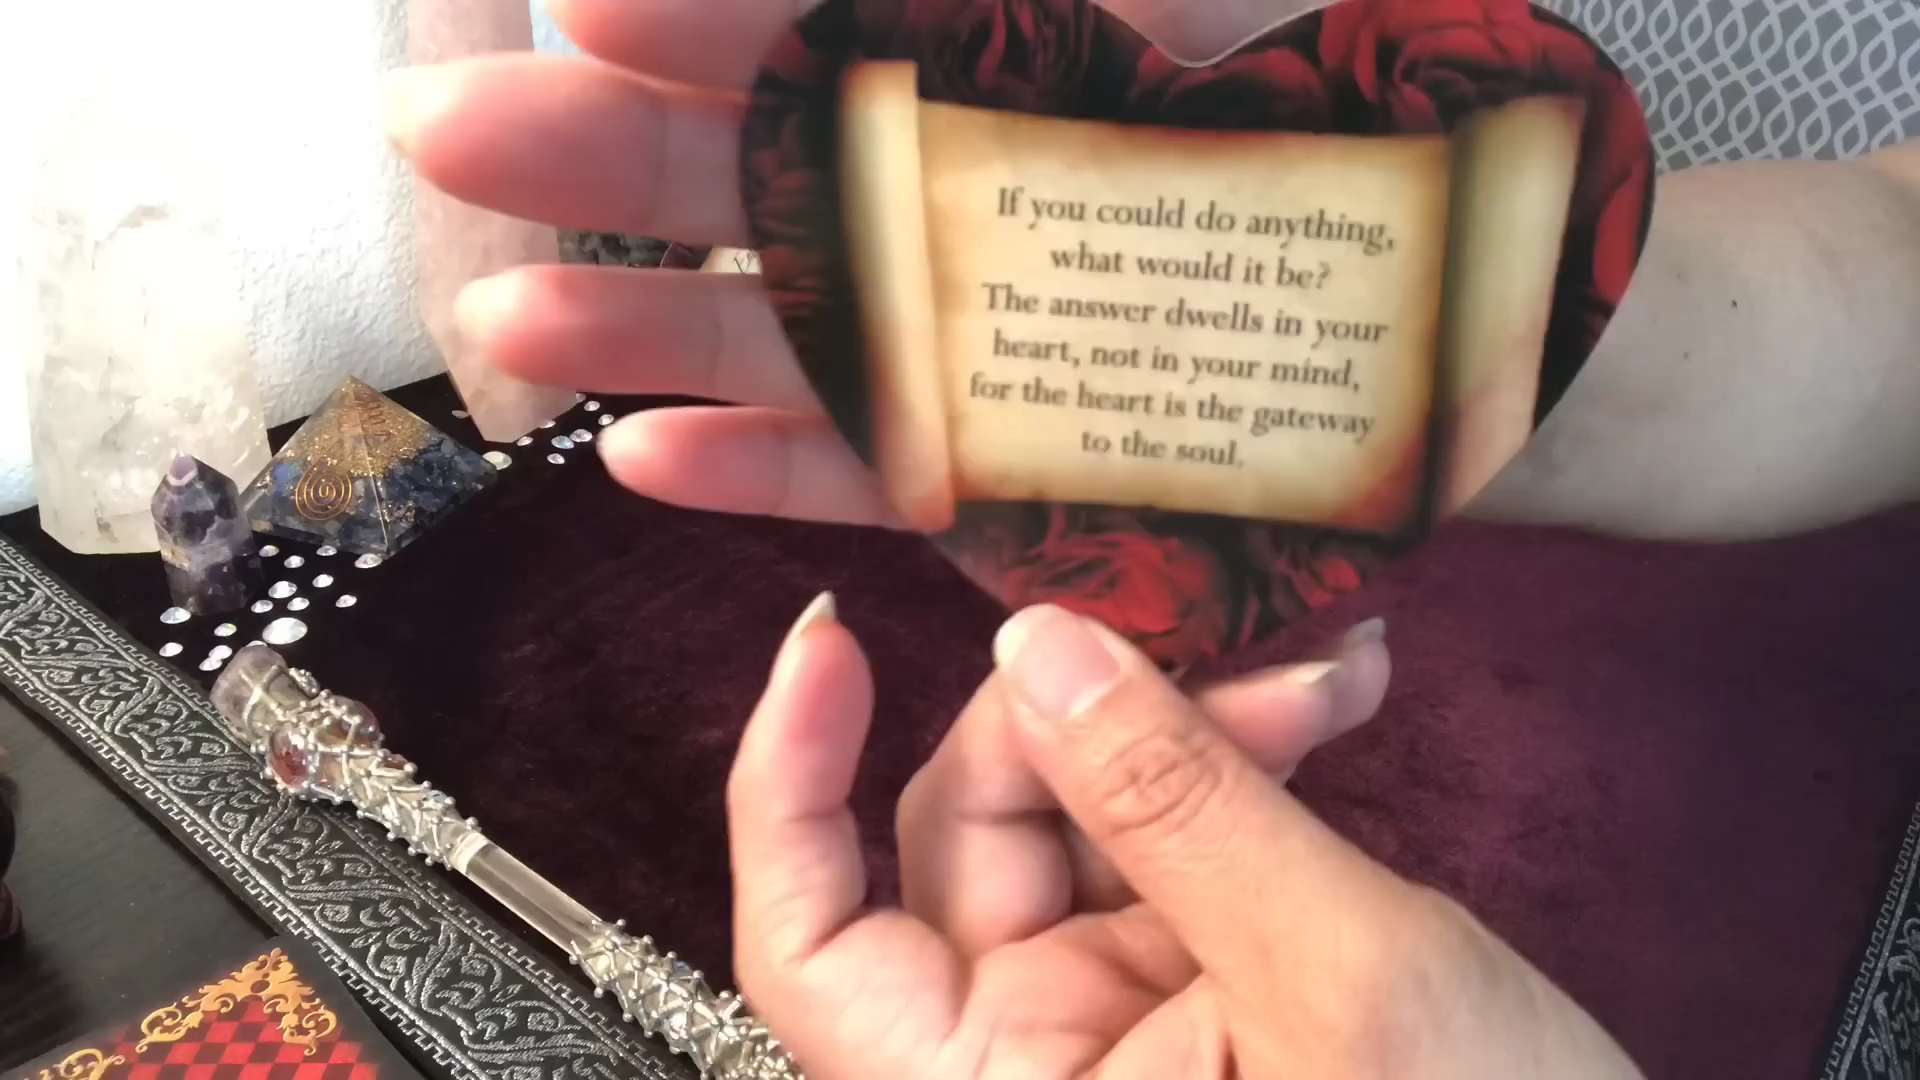 If you could do anything,
what would it be?
The answer dwells in your
heart, not in your mind,
for the heart is the gateway
to the soul.